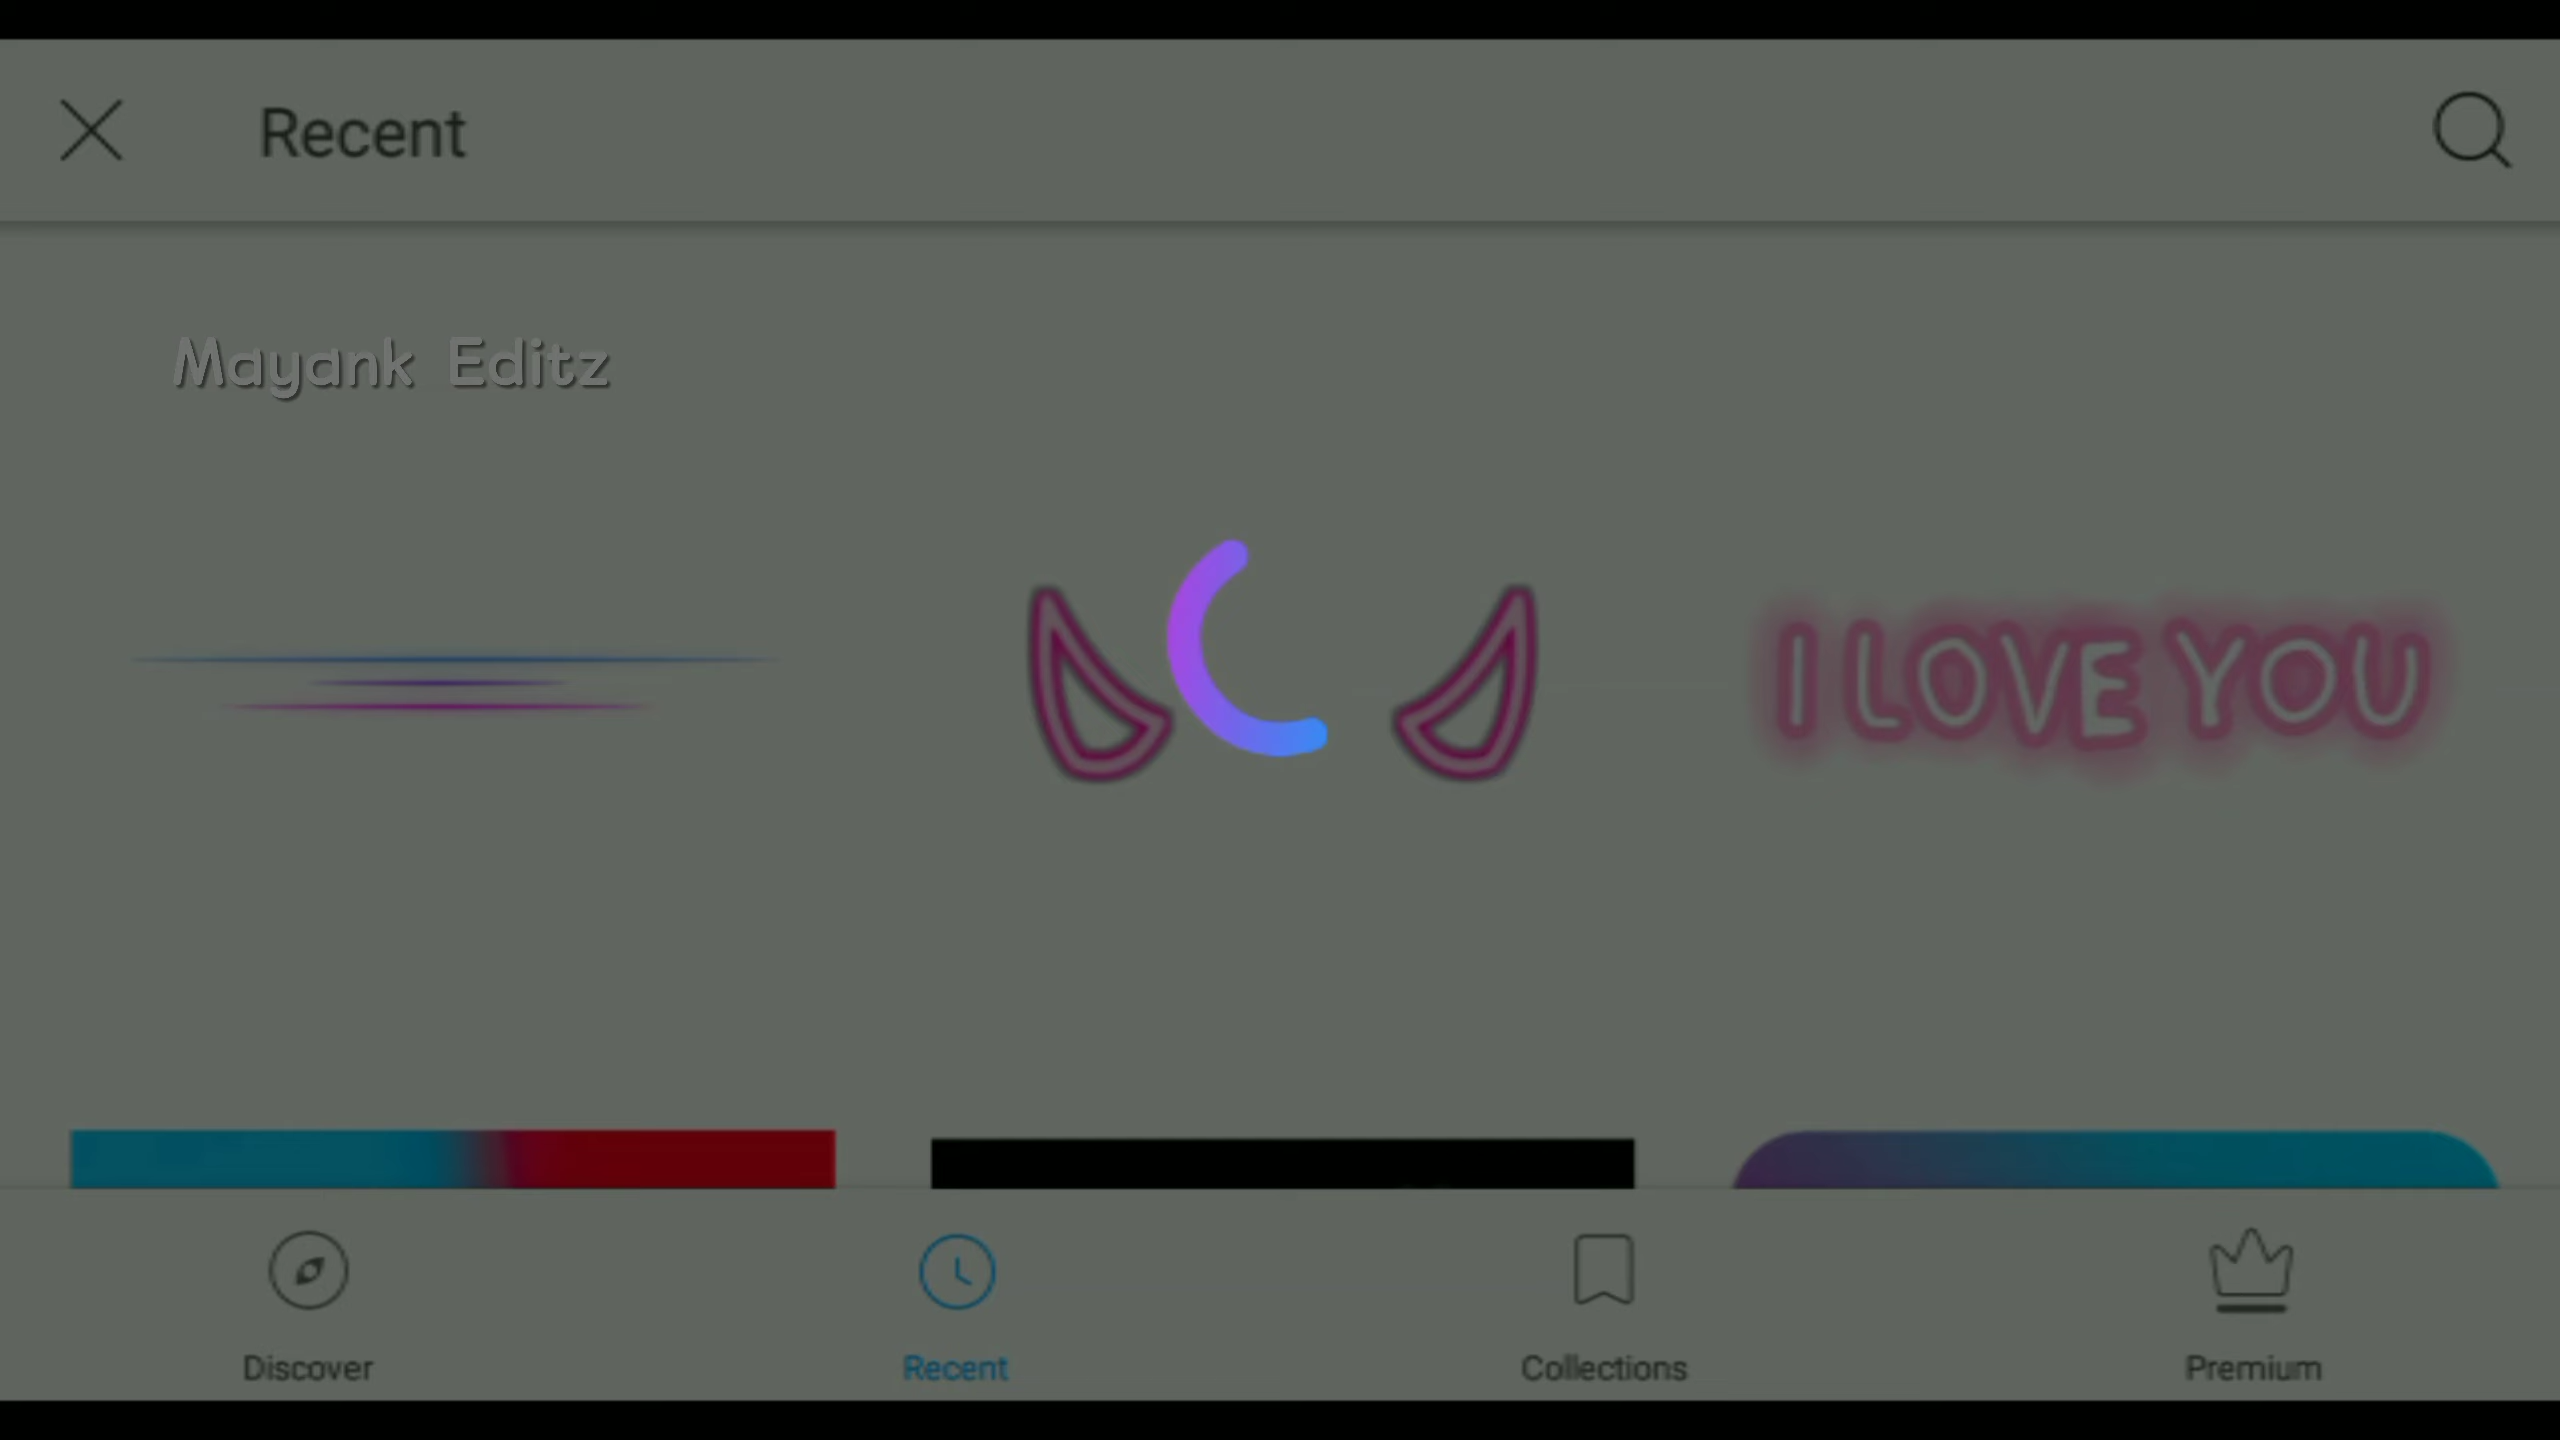 Recent
Mayank Editz
I LOVE YOU
Discover
Recent
Collections
Premium